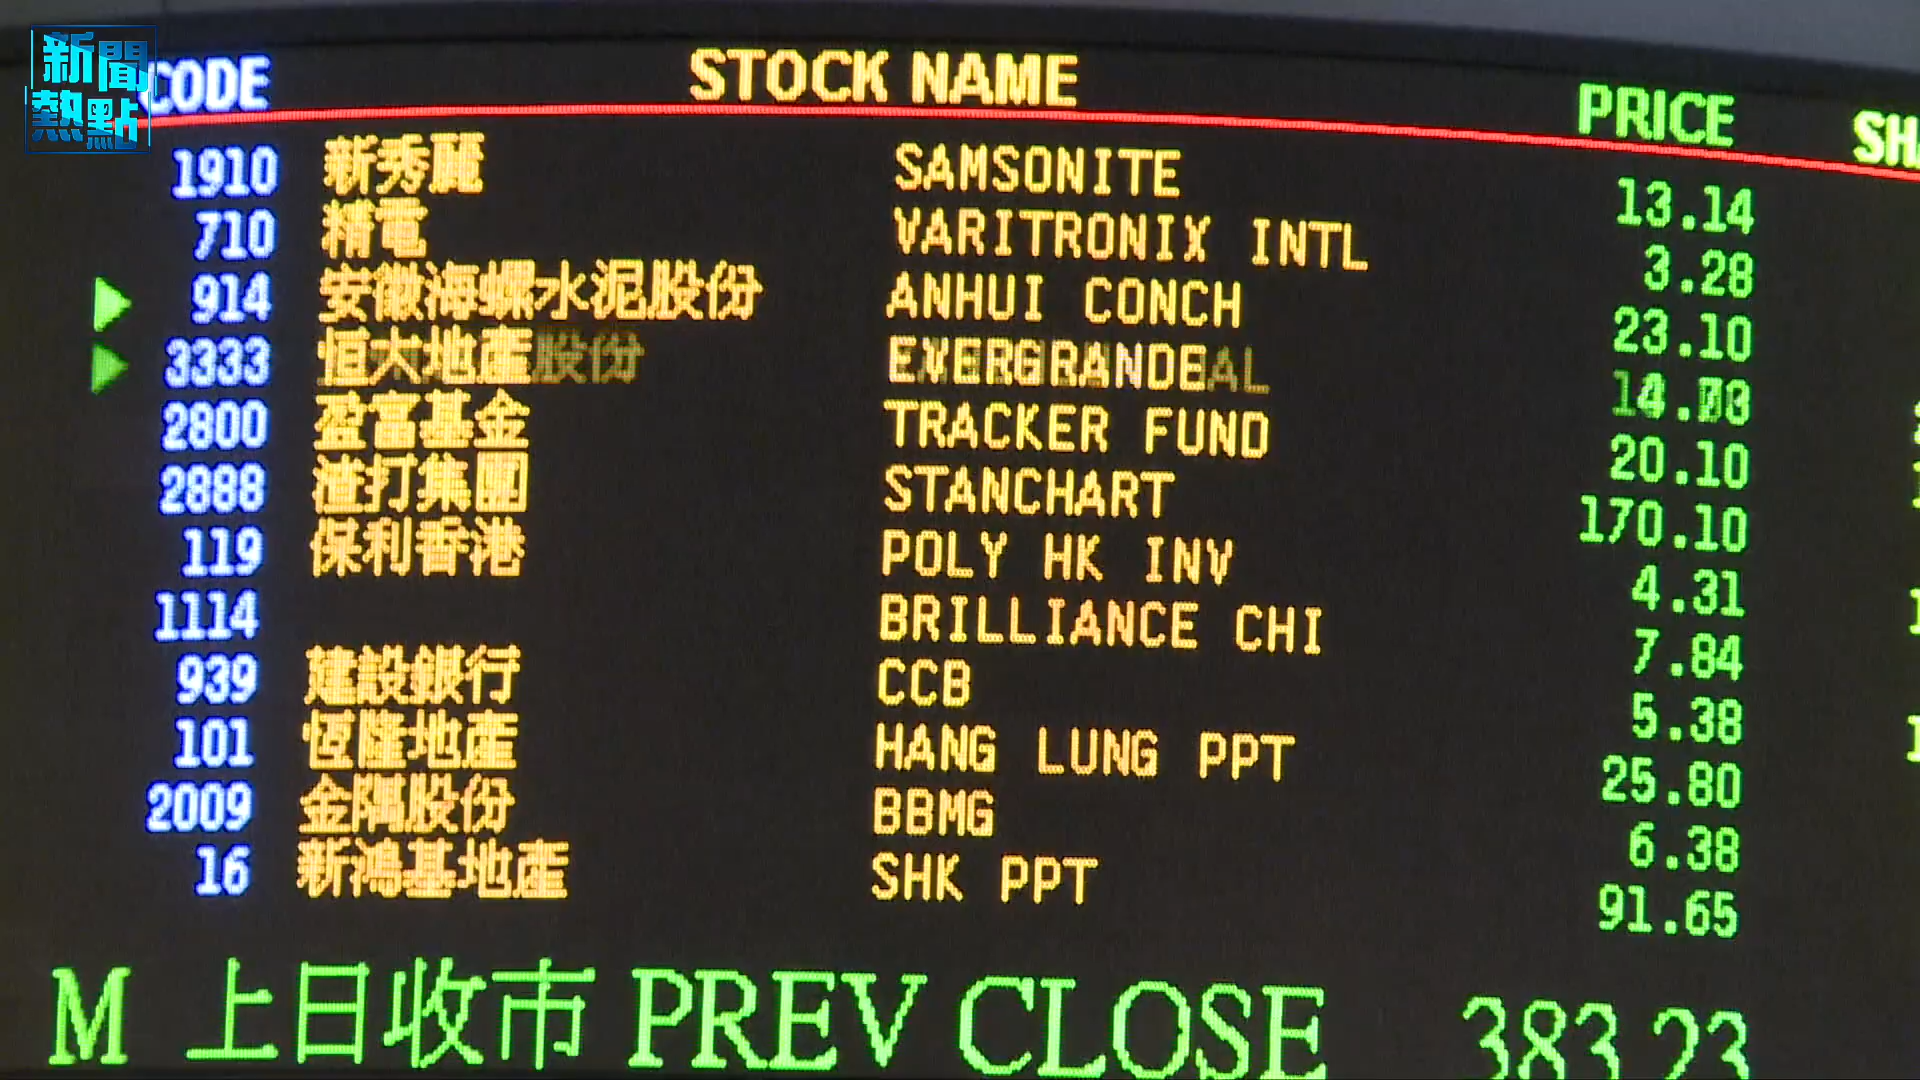 新聞
熱點
CODE STOCK NAME PRICE
1910 新秀麗 SAMSONITE 13.14
710 精電 VARITRONIX INTL 3.28
914 安徽海螺水泥股份 ANHUI CONCH 23.10
3333 恒大地產 EVERGRANDE
2800 盈富基金 TRACKER FUND 20.10
2888 渣打集團 STANCHART 170.10
119 保利香港 POLY HK INV 4.31
1114 BRILLIANCE CHI 7.84
939 建設銀行 CCB 5.38
101 恆隆地產 HANG LUNG PPT 25.80
2009 金隅股份 BBMG 6.38
16 新鴻基地產 SHK PPT 91.65
M 上日收市 PREV CLOSE 383.23